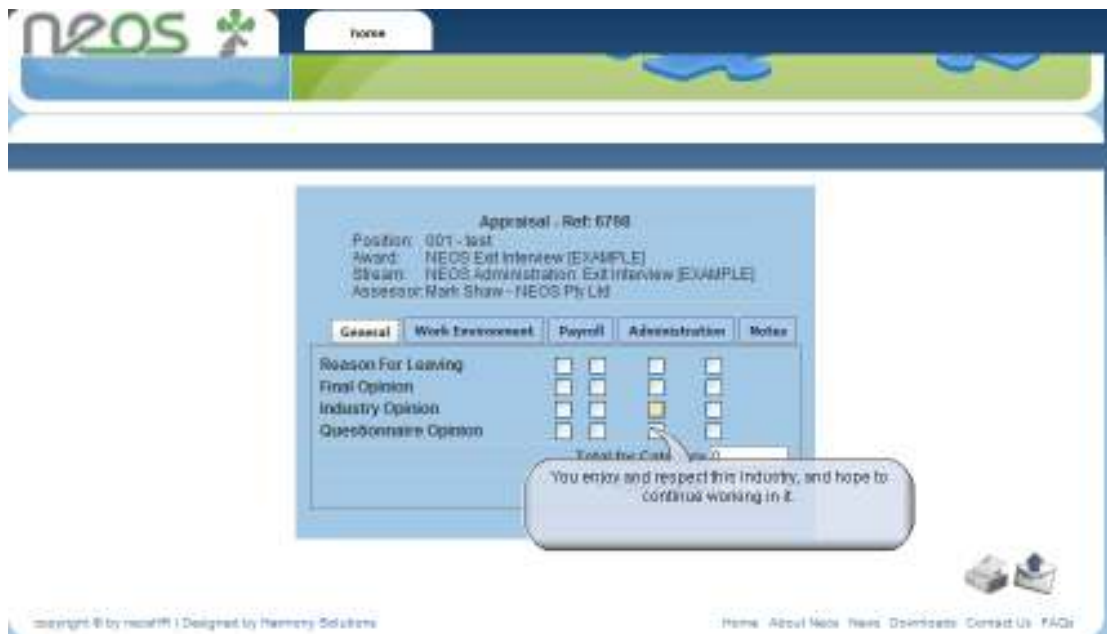 neos
home
Appraisal - Ref: 6798
Position: 001 - test
Award: NEOS Exit Interview [EXAMPLE]
Stream: NEOS Administration: Exit Interview [EXAMPLE]
Assessor: Mark Shaw - NEOS Pty Ltd
General Work Environment Payroll Administration Notes
Reason For Leaving
Final Opinion
Industry Opinion
Questionnaire Opinion
Total for Category 0
You enjoy and respect this industry, and hope to
continue working in it.
copyright © by neosHR | Designed by Harmony Solutions
Home About Neos News Downloads Contact Us FAQs